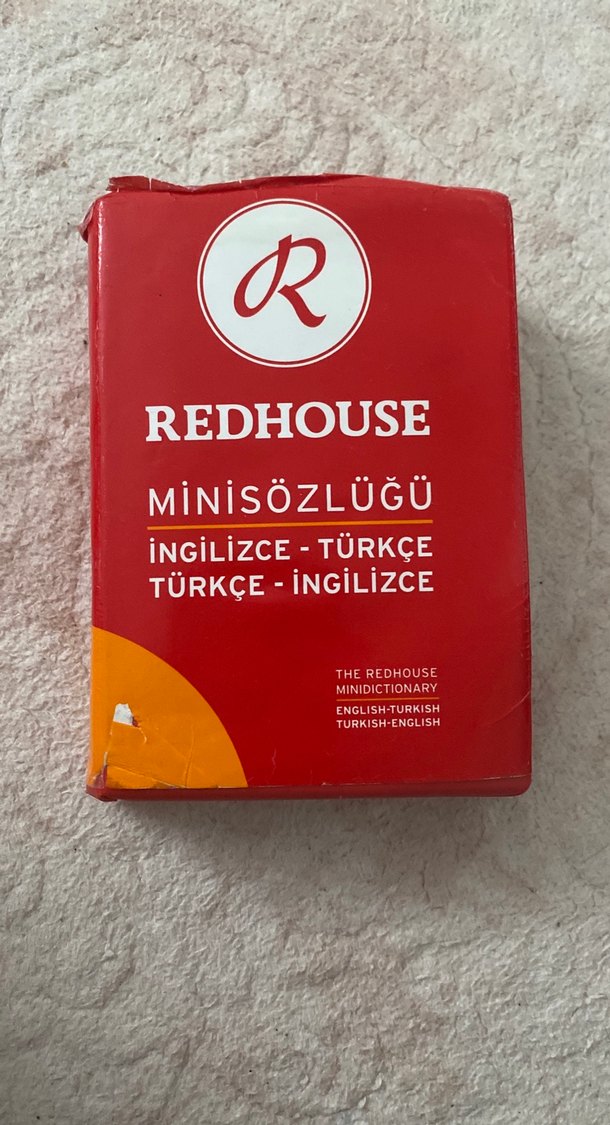 R
REDHOUSE
MİNİSÖZLÜĞÜ
İNGİLİZCE - TÜRKÇE
TÜRKÇE - İNGİLİZCE
THE REDHOUSE
MINIDICTIONARY
ENGLISH-TURKISH
TURKISH-ENGLISH